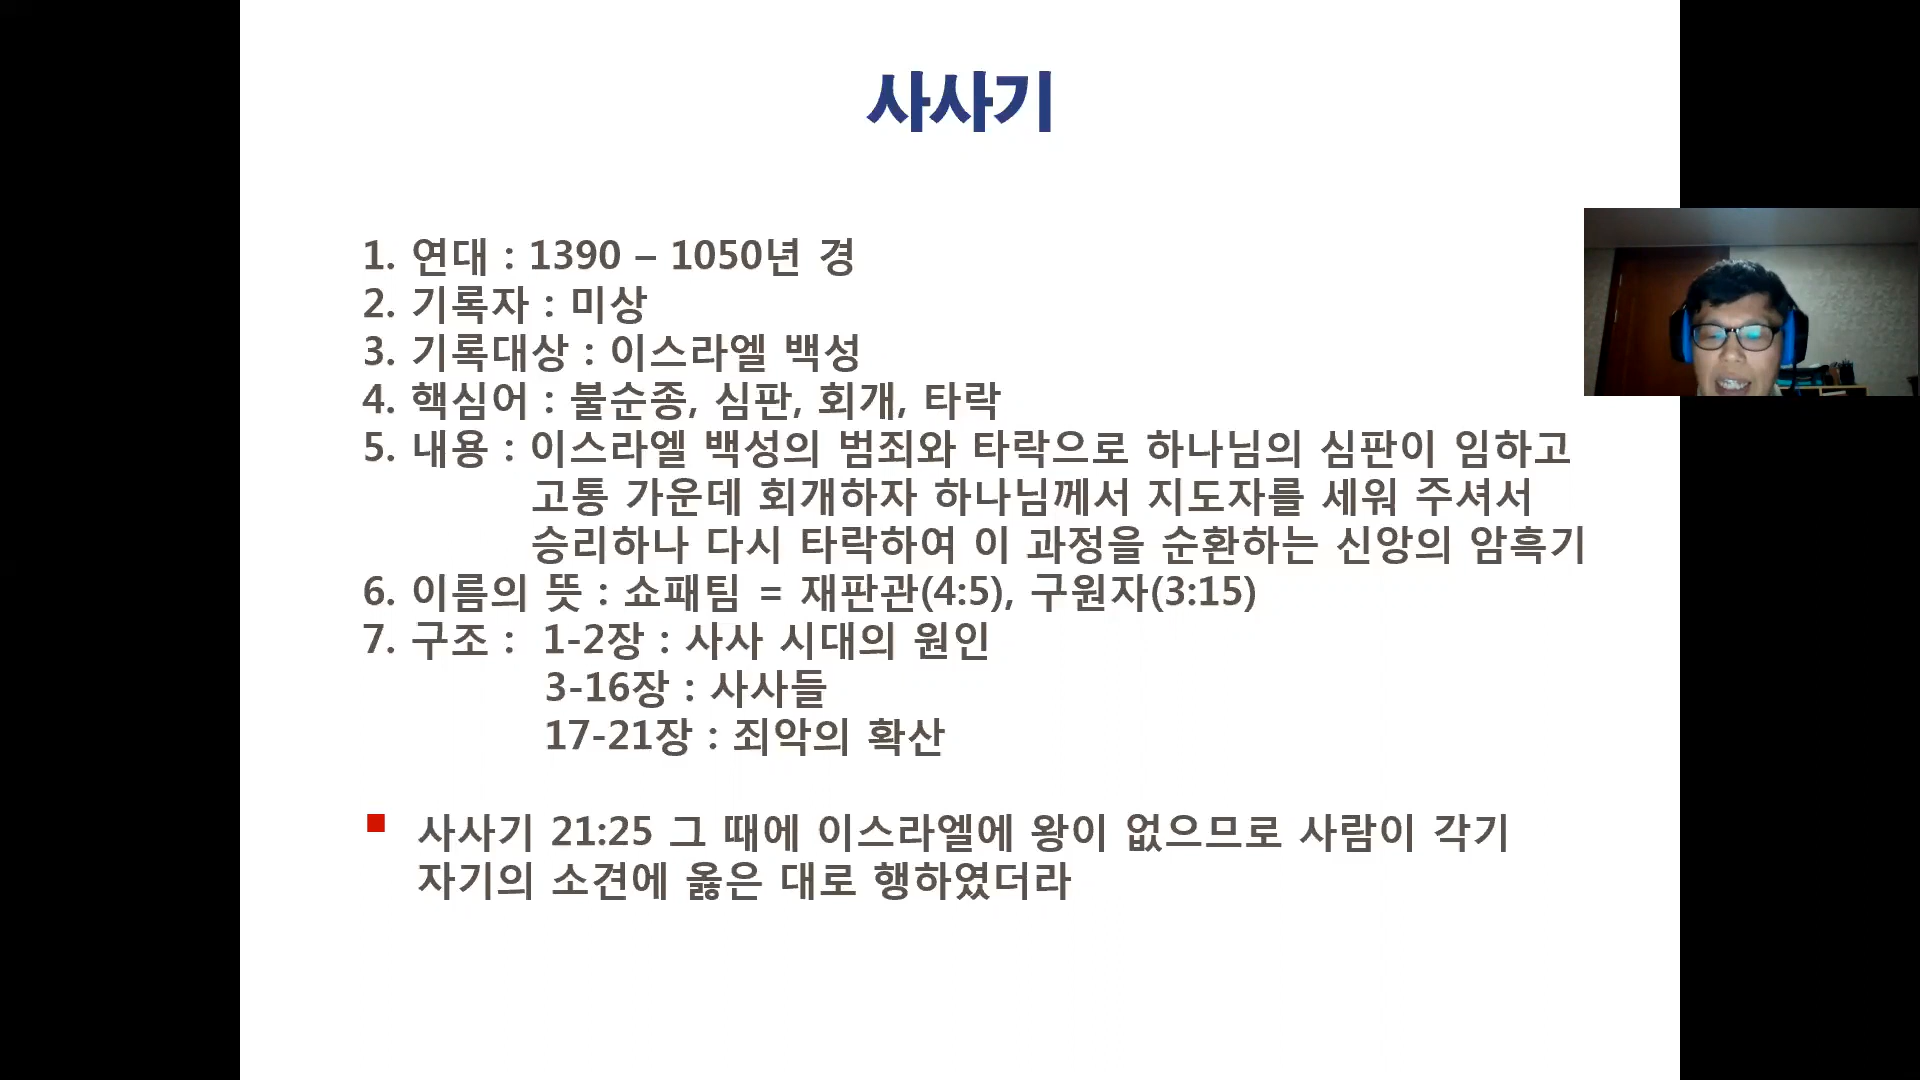 사사기
1. 연대 : 1390 – 1050년 경
2. 기록자 : 미상
3. 기록대상 : 이스라엘 백성
4. 핵심어 : 불순종, 심판, 회개, 타락
5. 내용 : 이스라엘 백성의 범죄와 타락으로 하나님의 심판이 임하고
고통 가운데 회개하자 하나님께서 지도자를 세워 주셔서
승리하나 다시 타락하여 이 과정을 순환하는 신앙의 암흑기
6. 이름의 뜻 : 쇼패팀 = 재판관(4:5), 구원자(3:15)
7. 구조 : 1-2장 : 사사 시대의 원인
3-16장 : 사사들
17-21장 : 죄악의 확산
사사기 21:25 그 때에 이스라엘에 왕이 없으므로 사람이 각기
자기의 소견에 옳은 대로 행하였더라